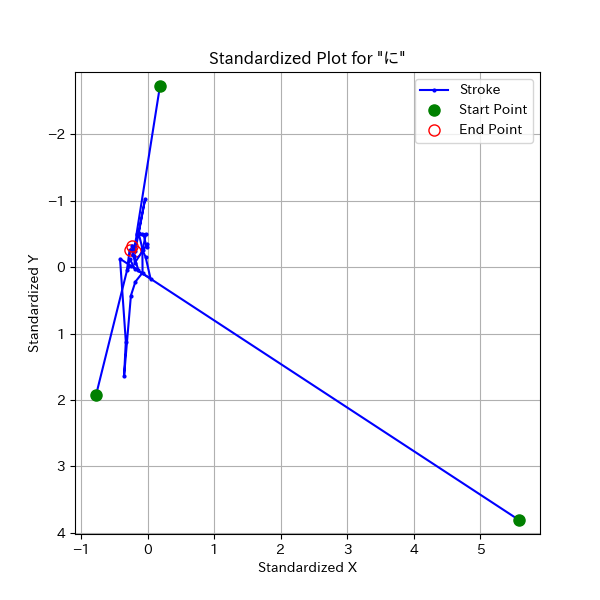 Standardized Plot for "に"
Stroke
Start Point
End Point
Standardized Y
−2
−1
0
1
2
3
4
−1 0 1 2 3 4 5
Standardized X